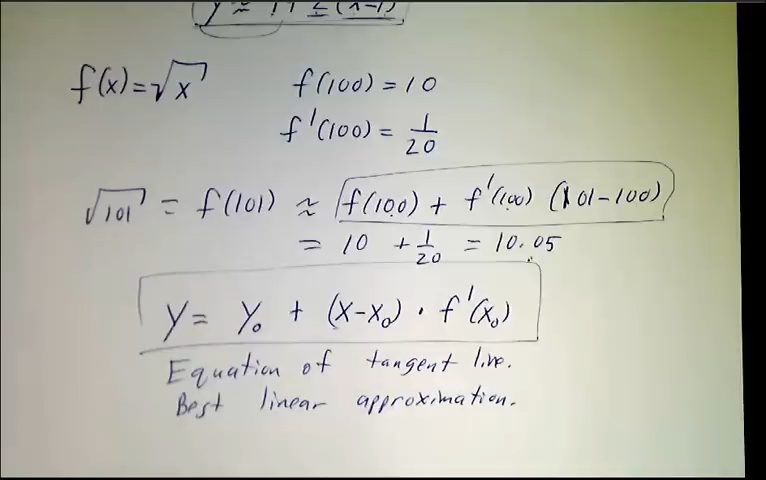 f(x)=√x f(100)=10
f'(100)= 1/20
√101 = f(101) ≈ f(100) + f'(100) (101-100)
= 10 + 1/20 = 10.05
y= y₀ + (x-x₀) · f'(x₀)
Equation of tangent line.
Best linear approximation.